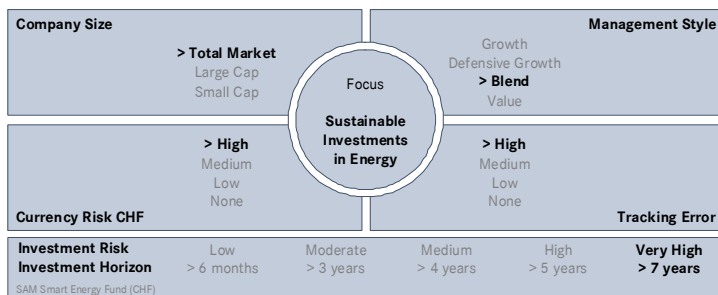 Company Size
> Total Market
Large Cap
Small Cap
Management Style
Growth
Defensive Growth
> Blend
Value
Focus
Sustainable
Investments
in Energy
> High
Medium
Low
None
Currency Risk CHF
> High
Medium
Low
None
Tracking Error
Investment Risk Low Moderate Medium High Very High
Investment Horizon > 6 months > 3 years > 4 years > 5 years > 7 years
SAM Smart Energy Fund (CHF)